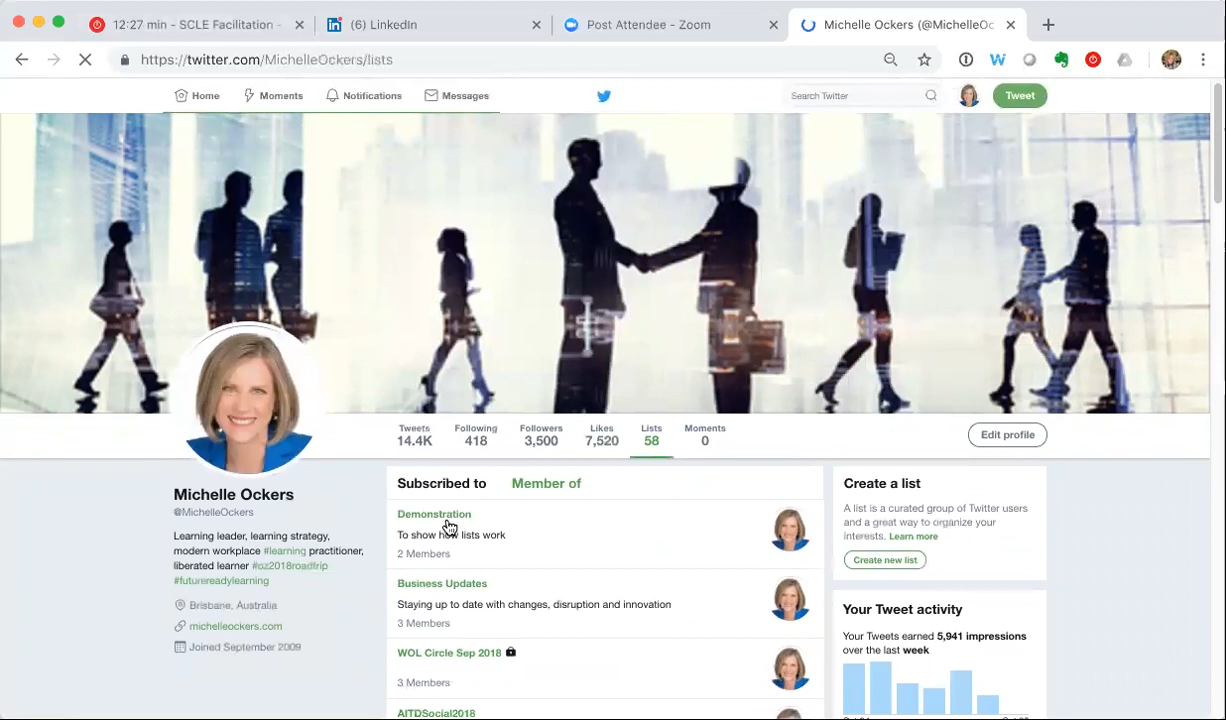 12:27 min - SCLE Facilitation -
(6) LinkedIn
Post Attendee - Zoom
Michelle Ockers (@MichelleOc
https://twitter.com/MichelleOckers/lists
Home
Moments
Notifications
Messages
Search Twitter
Tweet
Tweets
14.4K
Following
418
Followers
3,500
Likes
7,520
Lists
58
Moments
0
Edit profile
Michelle Ockers
@MichelleOckers
Learning leader, learning strategy,
modern workplace #learning practitioner,
liberated learner #oz2018roadtrip
#futurereadylearning
Brisbane, Australia
michelleockers.com
Joined September 2009
Subscribed to
Member of
Demonstration
To show how lists work
2 Members
Business Updates
Staying up to date with changes, disruption and innovation
3 Members
WOL Circle Sep 2018
3 Members
AITDSocial2018
Create a list
A list is a curated group of Twitter users
and a great way to organize your
interests. Learn more
Create new list
Your Tweet activity
Your Tweets earned 5,941 impressions
over the last week